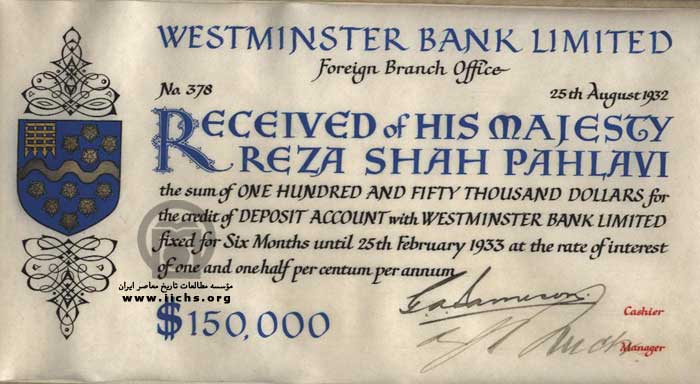 WESTMINSTER BANK LIMITED
Foreign Branch Office
No. 378
25th August 1932
RECEIVED of HIS MAJESTY
REZA SHAH PAHLAVI
the sum of ONE HUNDRED AND FIFTY THOUSAND DOLLARS for
the credit of DEPOSIT ACCOUNT with WESTMINSTER BANK LIMITED
fixed for Six Months until 25th February 1933 at the rate of interest
of one and one half per centum per annum
مؤسسه مطالعات تاریخ معاصر ایران
www.iichs.org
$150,000
Cashier
Manager